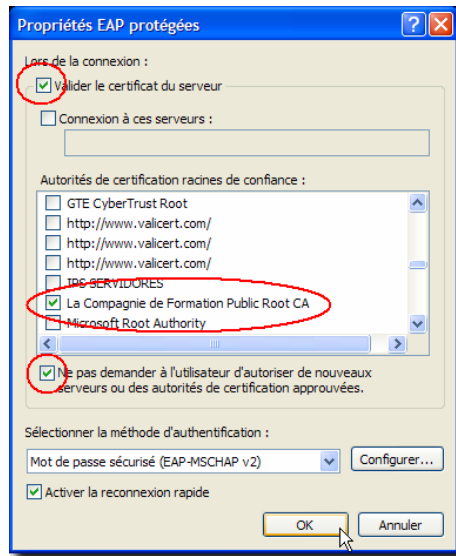 Propriétés EAP protégées
Lors de la connexion :
Valider le certificat du serveur
Connexion à ces serveurs :
Autorités de certification racines de confiance :
GTE CyberTrust Root
http://www.valicert.com/
http://www.valicert.com/
http://www.valicert.com/
IPS SERVIDORES
La Compagnie de Formation Public Root CA
Microsoft Root Authority
Ne pas demander à l'utilisateur d'autoriser de nouveaux
serveurs ou des autorités de certification approuvées.
Sélectionner la méthode d'authentification :
Mot de passe sécurisé (EAP-MSCHAP v2)
Configurer...
Activer la reconnexion rapide
OK
Annuler